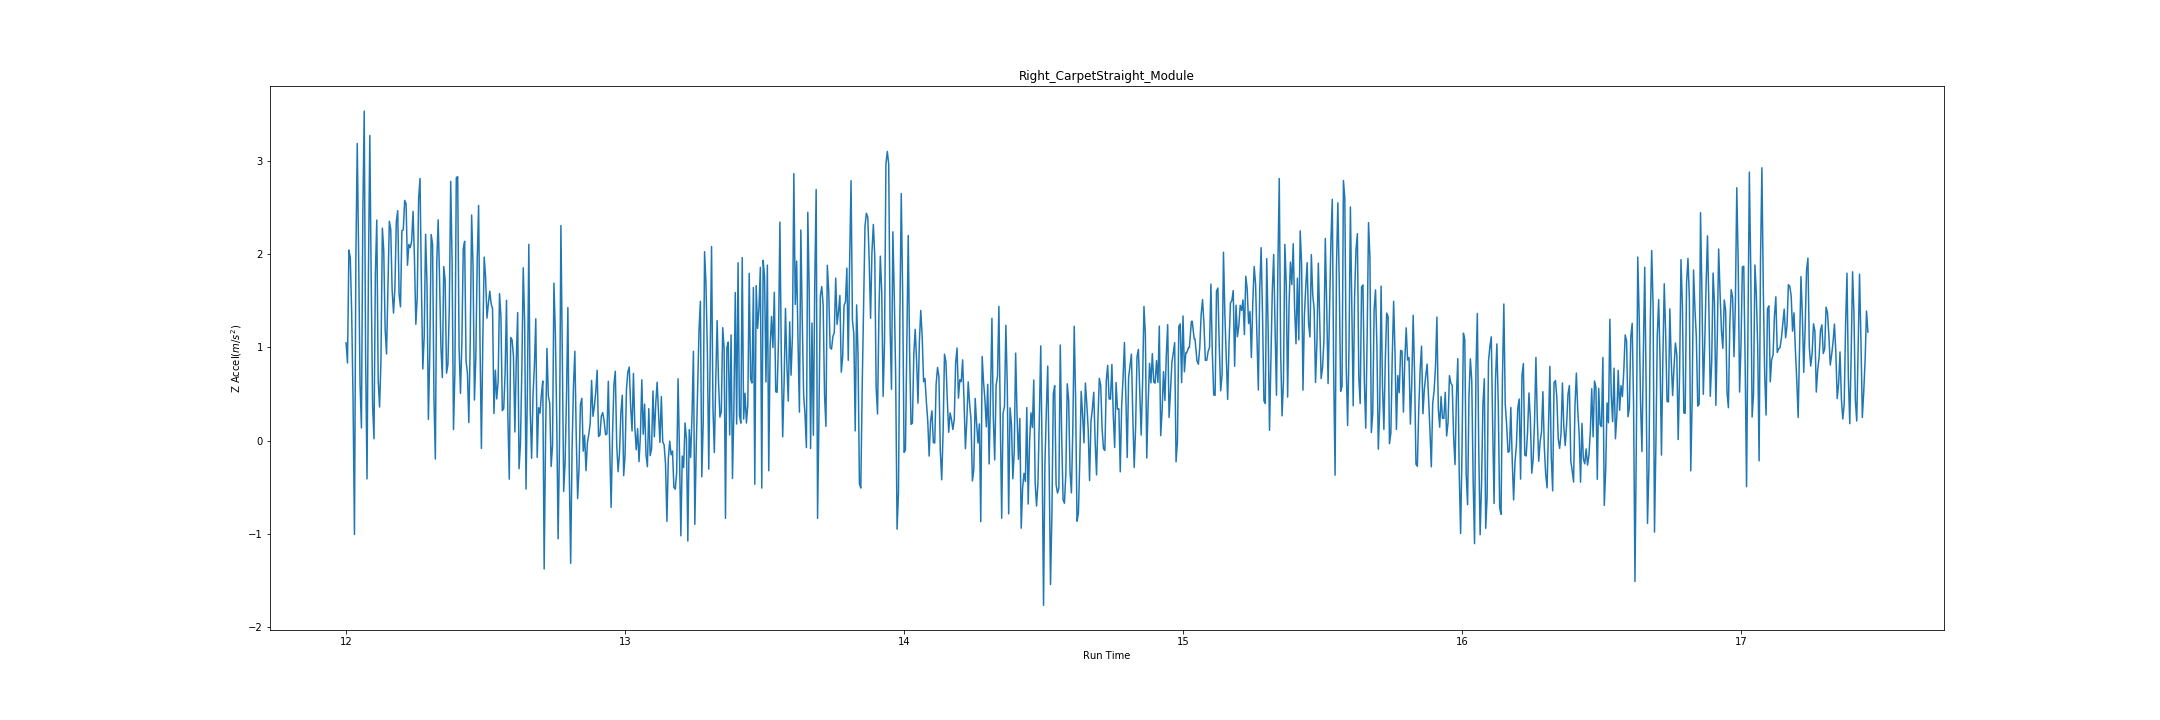 Right_CarpetStraight_Module
Z Accel(m/s²)
3
2
1
0
−1
−2
12 13 14 15 16 17
Run Time